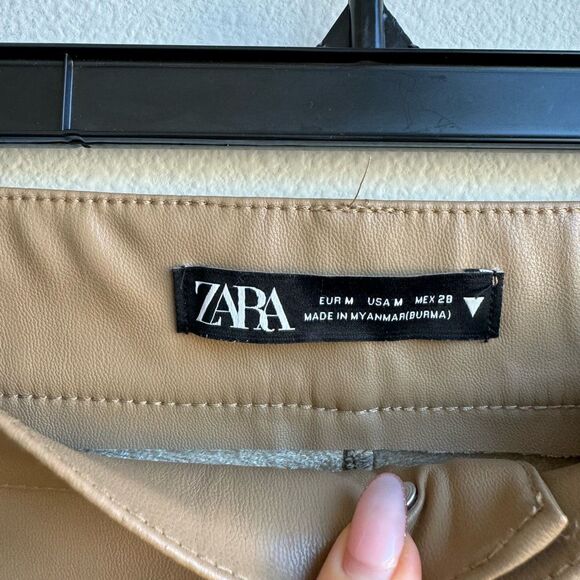 ZARA
EUR M USA M MEX 28
MADE IN MYANMAR(BURMA)